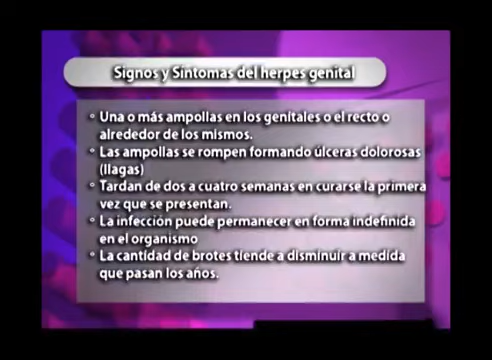 Signos y Síntomas del herpes genital
◦ Una o más ampollas en los genitales o el recto o
alrededor de los mismos.
◦ Las ampollas se rompen formando úlceras dolorosas
(llagas)
◦ Tardan de dos a cuatro semanas en curarse la primera
vez que se presentan.
◦ La infección puede permanecer en forma indefinida
en el organismo
◦ La cantidad de brotes tiende a disminuir a medida
que pasan los años.